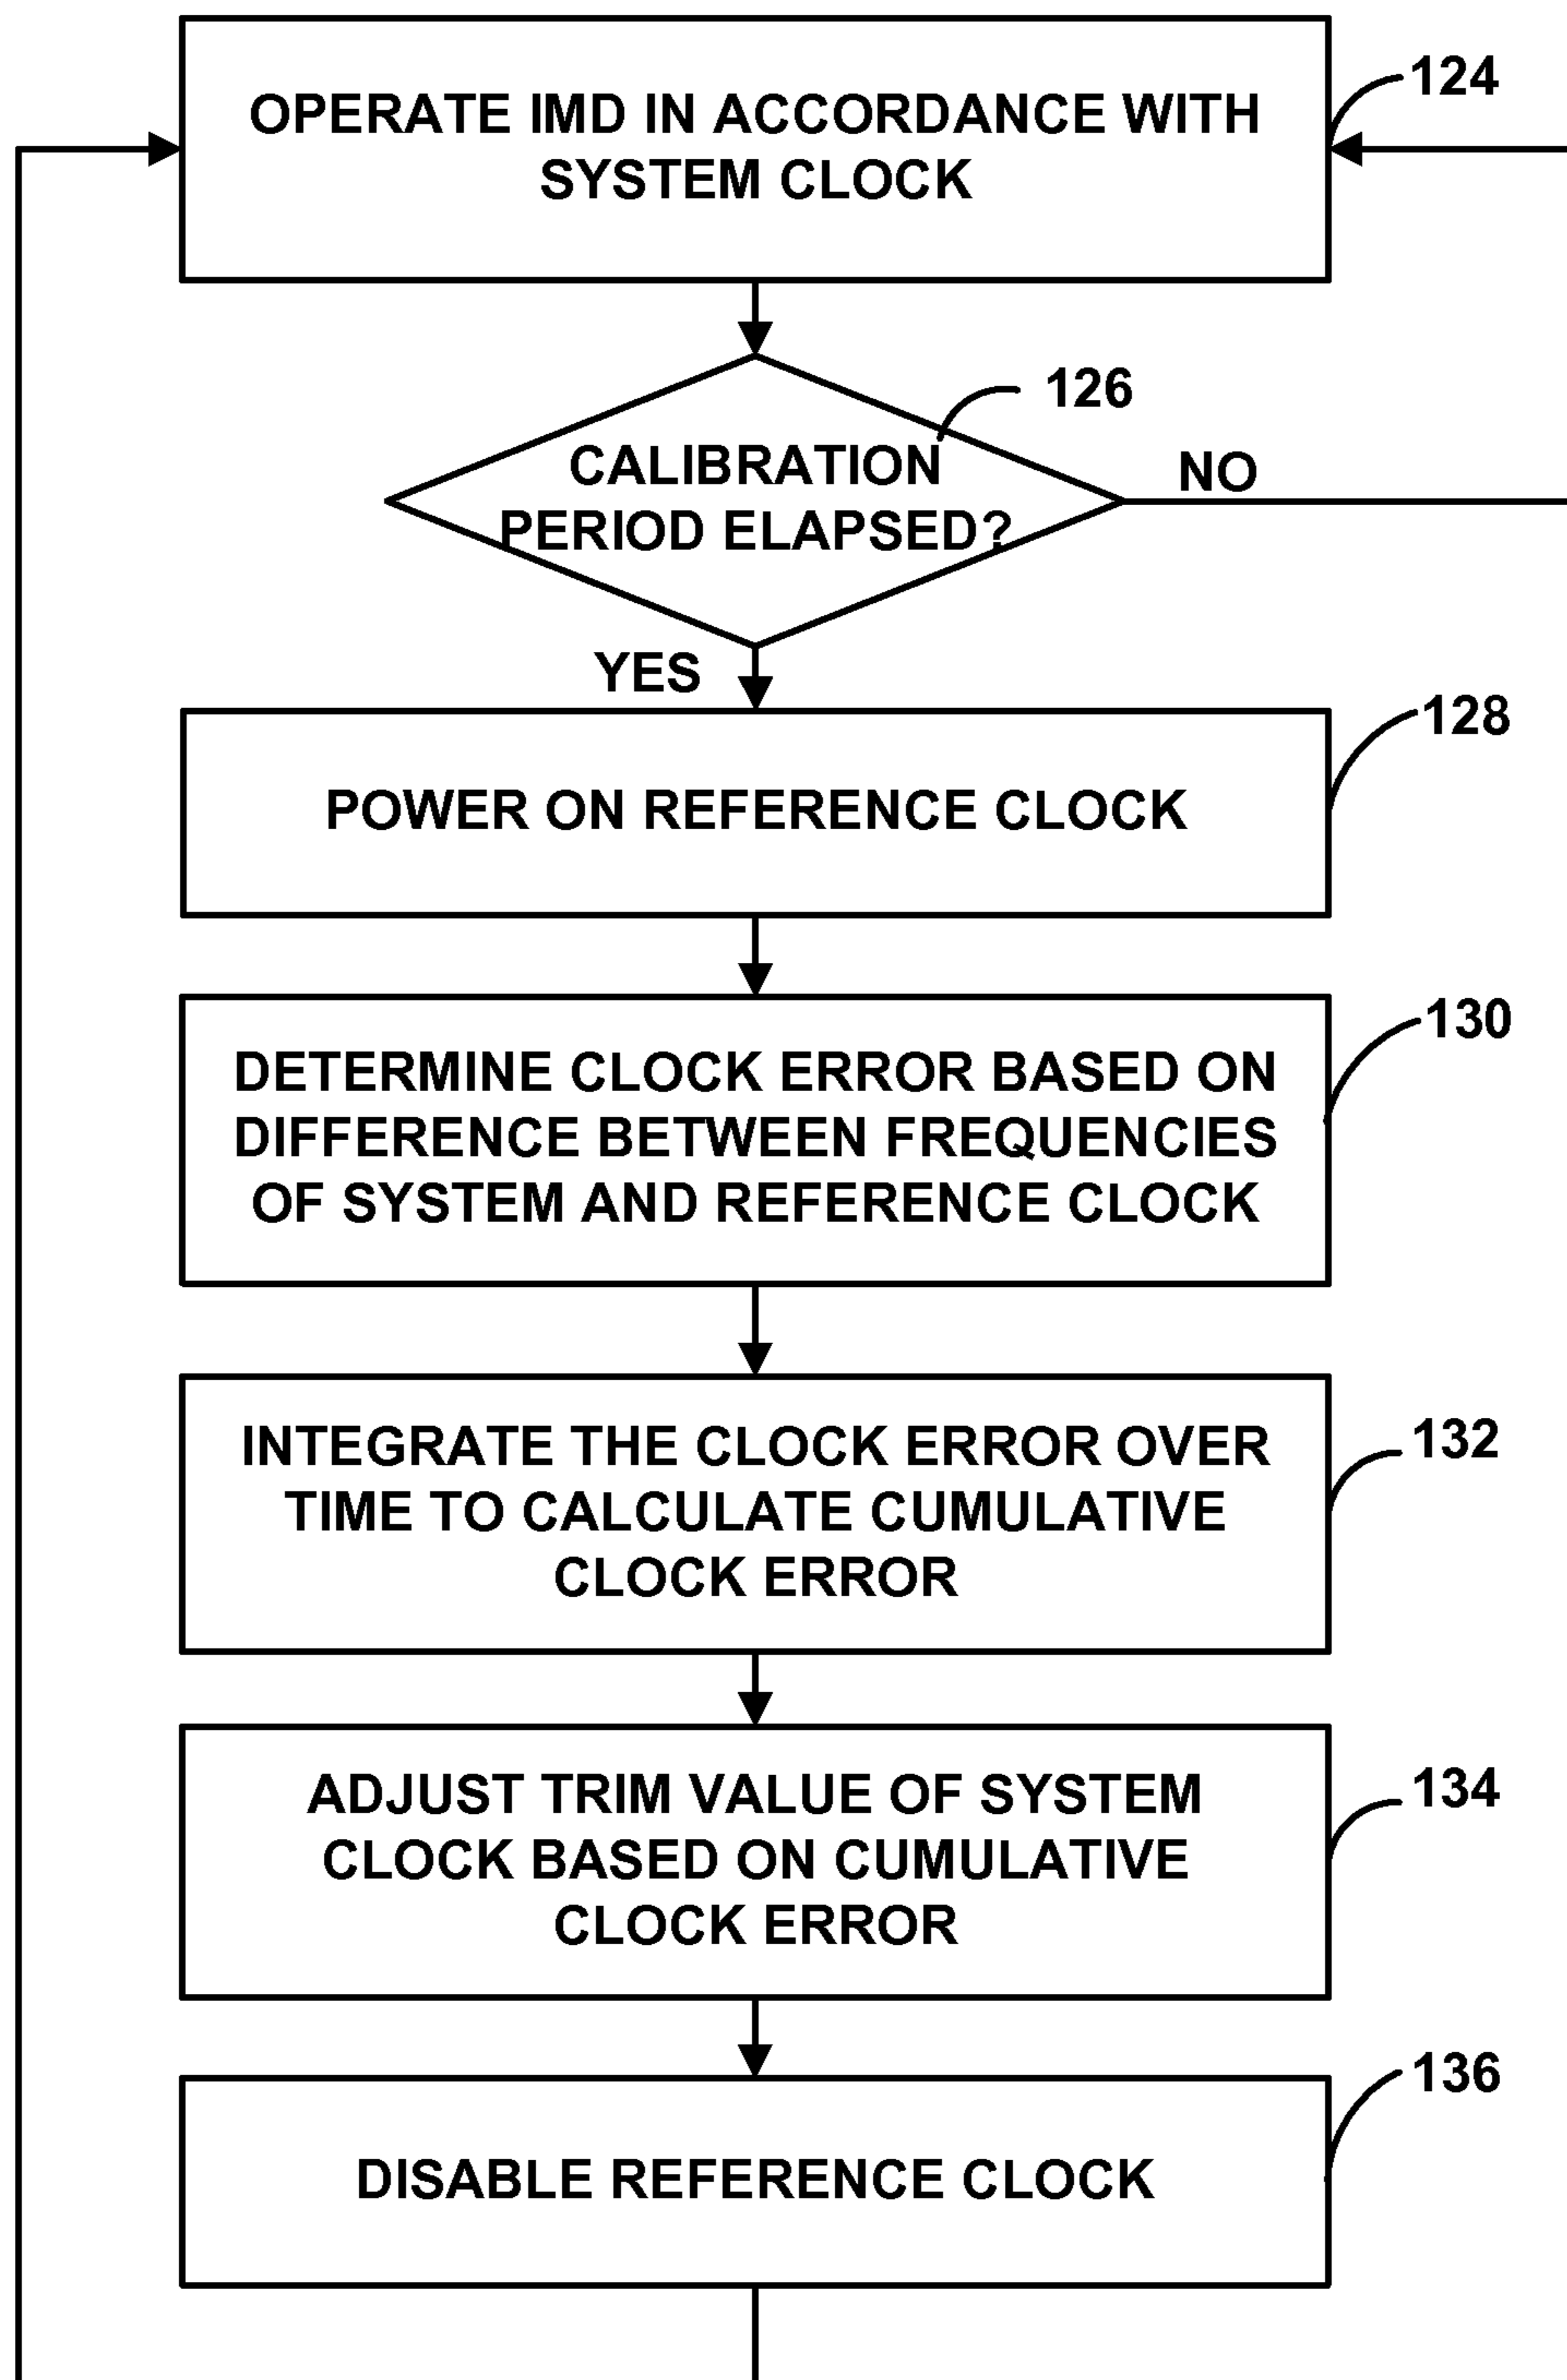 OPERATE IMD IN ACCORDANCE WITH
SYSTEM CLOCK
124
CALIBRATION
PERIOD ELAPSED?
126
NO
YES
POWER ON REFERENCE CLOCK
128
DETERMINE CLOCK ERROR BASED ON
DIFFERENCE BETWEEN FREQUENCIES
OF SYSTEM AND REFERENCE CLOCK
130
INTEGRATE THE CLOCK ERROR OVER
TIME TO CALCULATE CUMULATIVE
CLOCK ERROR
132
ADJUST TRIM VALUE OF SYSTEM
CLOCK BASED ON CUMULATIVE
CLOCK ERROR
134
DISABLE REFERENCE CLOCK
136